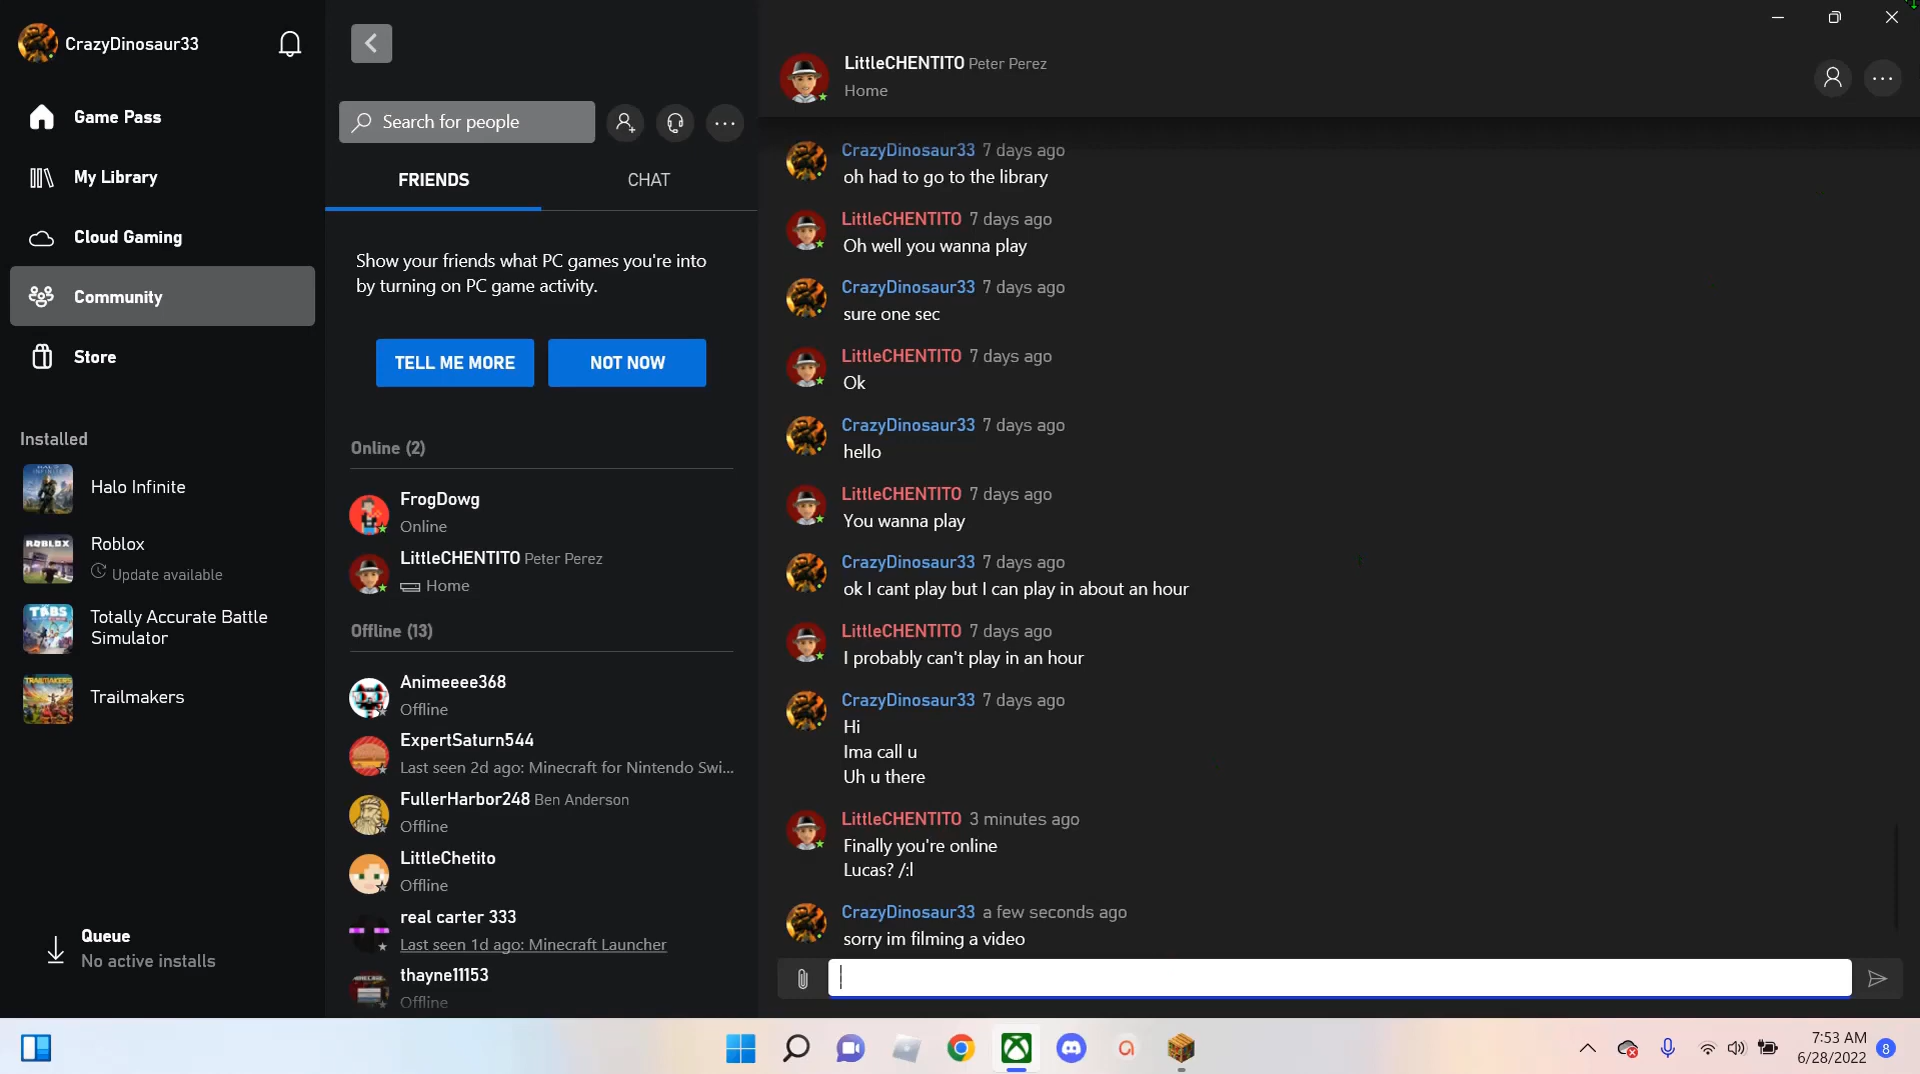 CrazyDinosaur33
Game Pass
My Library
Cloud Gaming
Community
Store
Installed
Halo Infinite
Roblox
Update available
Totally Accurate Battle
Simulator
Trailmakers
Queue
No active installs
Search for people
FRIENDS CHAT
Show your friends what PC games you're into
by turning on PC game activity.
TELL ME MORE NOT NOW
Online (2)
FrogDowg
Online
LittleCHENTITO Peter Perez
Home
Offline (13)
Animeeee368
Offline
ExpertSaturn544
Last seen 2d ago: Minecraft for Nintendo Swi...
FullerHarbor248 Ben Anderson
Offline
LittleChetito
Offline
real carter 333
Last seen 1d ago: Minecraft Launcher
thayne11153
Offline
LittleCHENTITO Peter Perez
Home
CrazyDinosaur33 7 days ago
oh had to go to the library
LittleCHENTITO 7 days ago
Oh well you wanna play
CrazyDinosaur33 7 days ago
sure one sec
LittleCHENTITO 7 days ago
Ok
CrazyDinosaur33 7 days ago
hello
LittleCHENTITO 7 days ago
You wanna play
CrazyDinosaur33 7 days ago
ok I cant play but I can play in about an hour
LittleCHENTITO 7 days ago
I probably can't play in an hour
CrazyDinosaur33 7 days ago
Hi
Ima call u
Uh u there
LittleCHENTITO 3 minutes ago
Finally you're online
Lucas? /:l
CrazyDinosaur33 a few seconds ago
sorry im filming a video
7:53 AM
6/28/2022
8